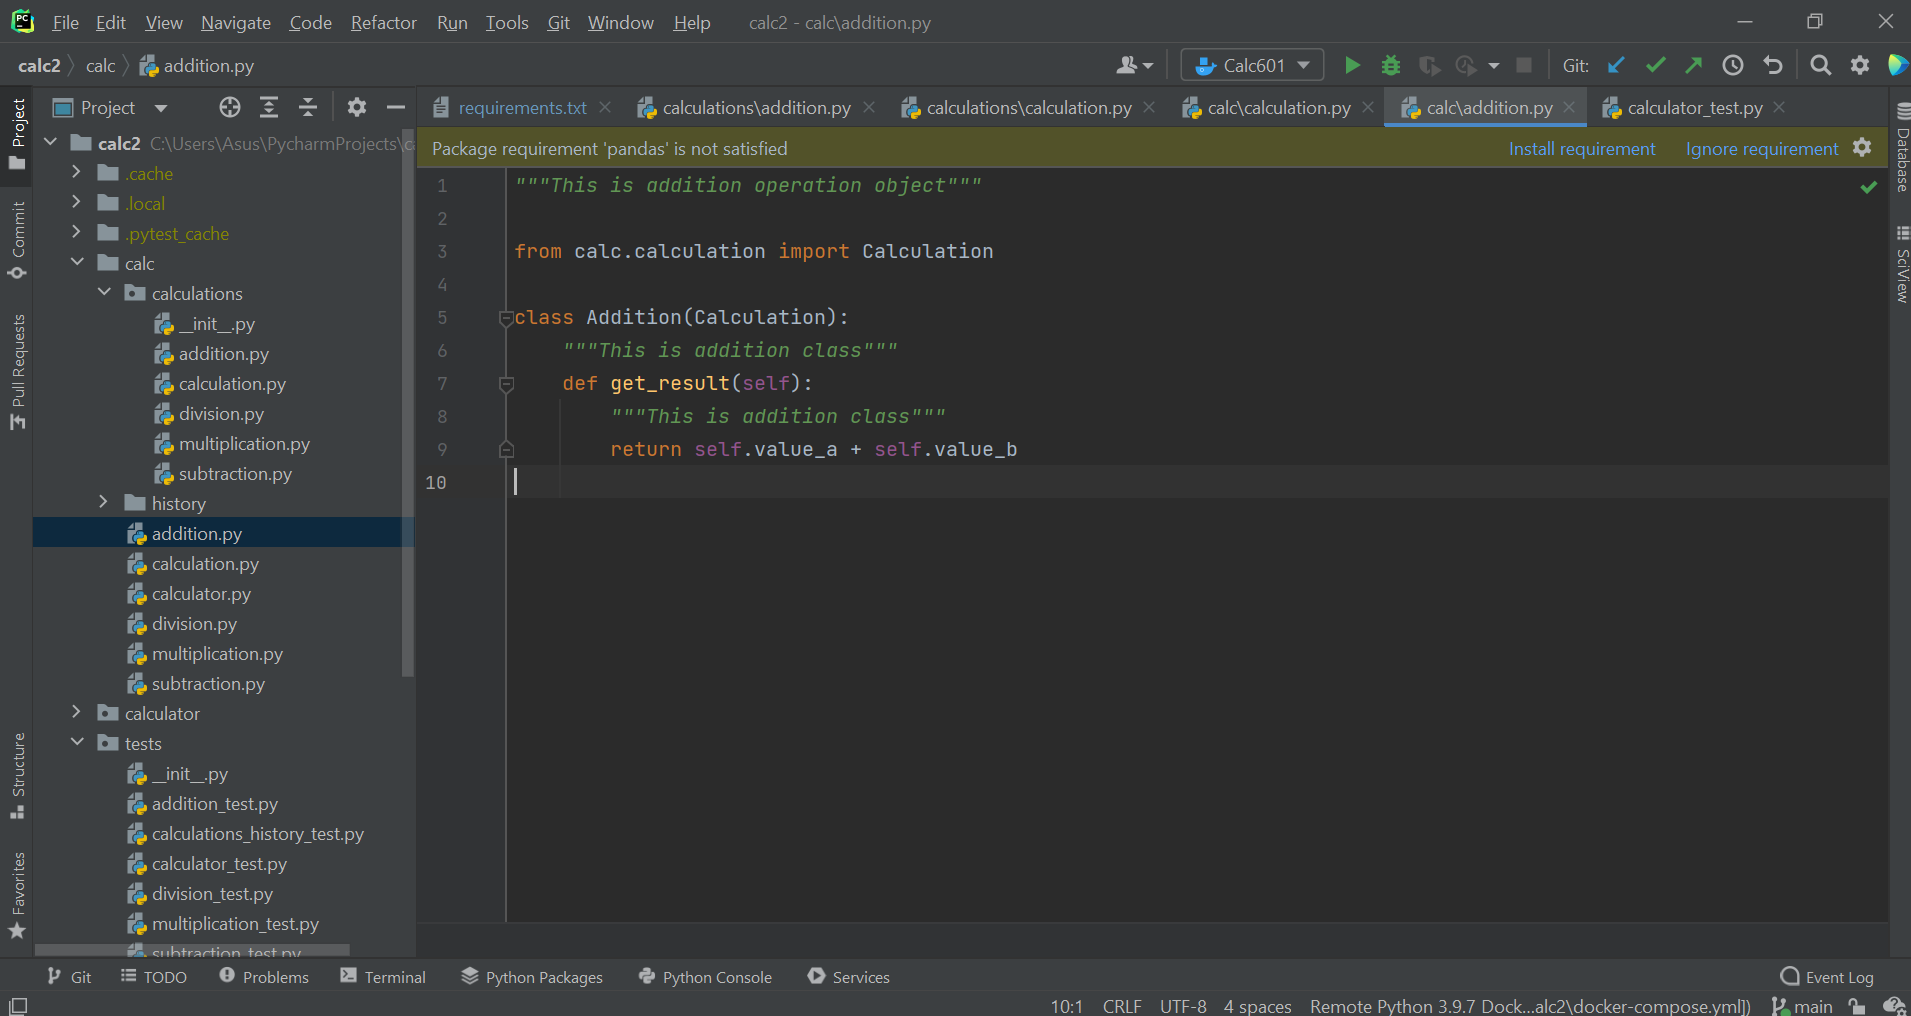 File Edit View Navigate Code Refactor Run Tools Git Window Help calc2 - calc\addition.py
calc2 calc addition.py Calc601 Git:
Project
requirements.txt calculations\addition.py calculations\calculation.py calc\calculation.py calc\addition.py calculator_test.py
Package requirement 'pandas' is not satisfied Install requirement Ignore requirement
calc2 C:\Users\Asus\PycharmProjects\
.cache
.local
.pytest_cache
calc
calculations
__init__.py
addition.py
calculation.py
division.py
multiplication.py
subtraction.py
history
addition.py
calculation.py
calculator.py
division.py
multiplication.py
subtraction.py
calculator
tests
__init__.py
addition_test.py
calculations_history_test.py
calculator_test.py
division_test.py
multiplication_test.py
subtraction_test.py
1 """This is addition operation object"""
2
3 from calc.calculation import Calculation
4
5 class Addition(Calculation):
6 """This is addition class"""
7 def get_result(self):
8 """This is addition class"""
9 return self.value_a + self.value_b
10
Project
Commit
Pull Requests
Structure
Favorites
Database
SciView
Git TODO Problems Terminal Python Packages Python Console Services Event Log
10:1 CRLF UTF-8 4 spaces Remote Python 3.9.7 Dock...alc2\docker-compose.yml]) main